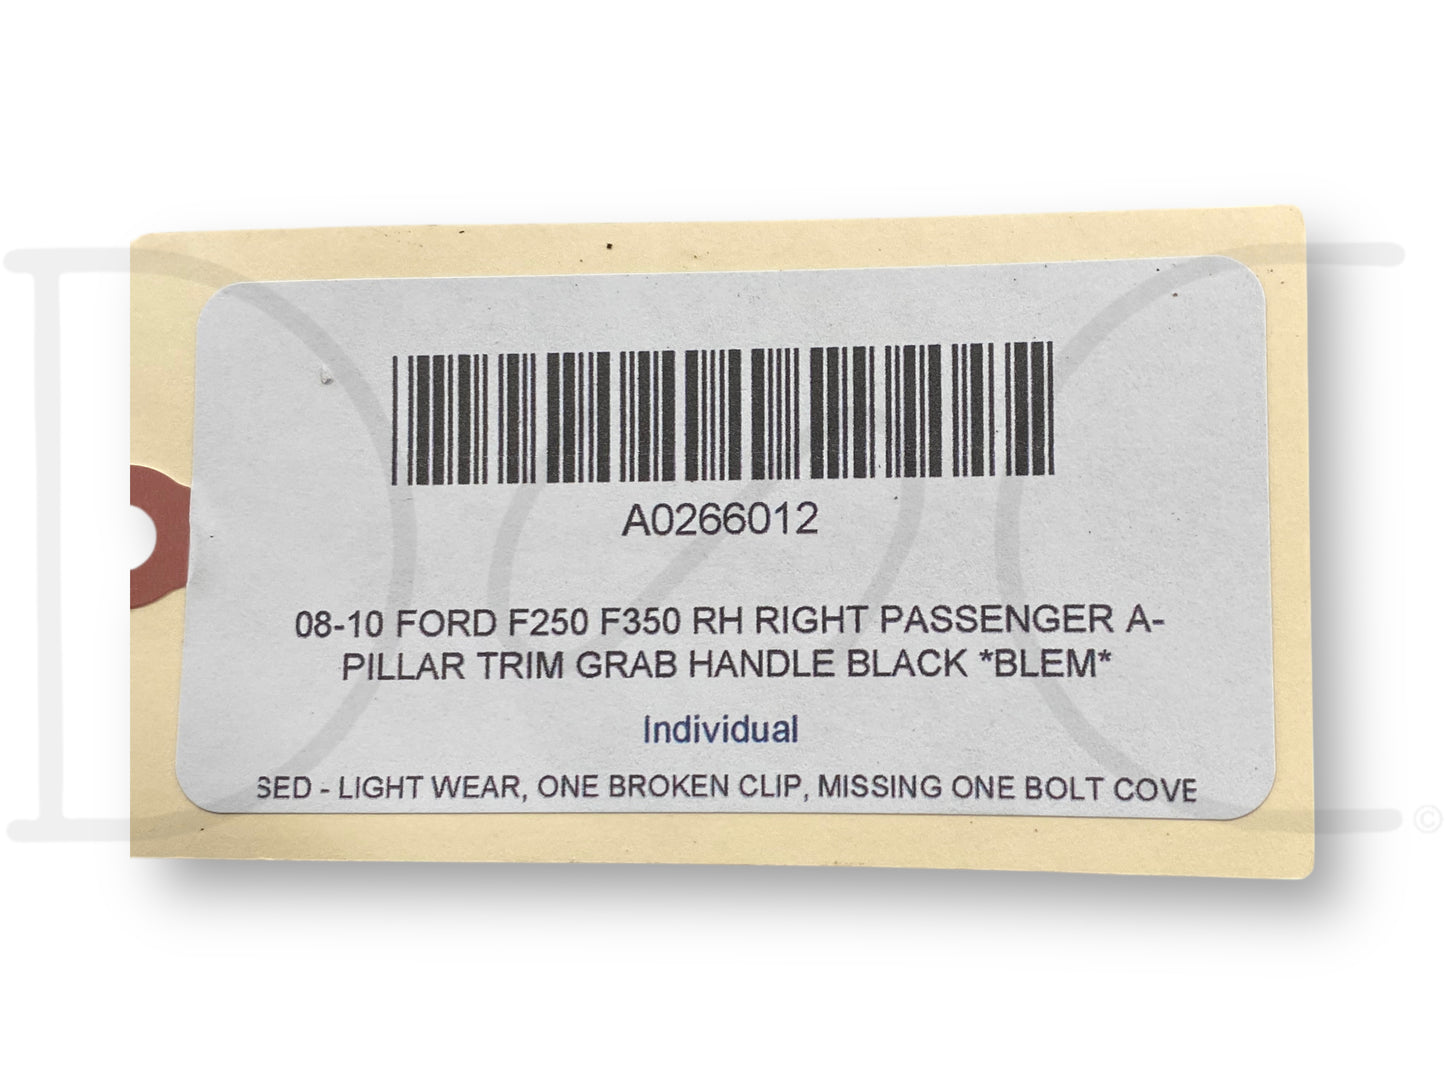 A0266012
08-10 FORD F250 F350 RH RIGHT PASSENGER A-
PILLAR TRIM GRAB HANDLE BLACK *BLEM*
Individual
SED - LIGHT WEAR, ONE BROKEN CLIP, MISSING ONE BOLT COVE
©